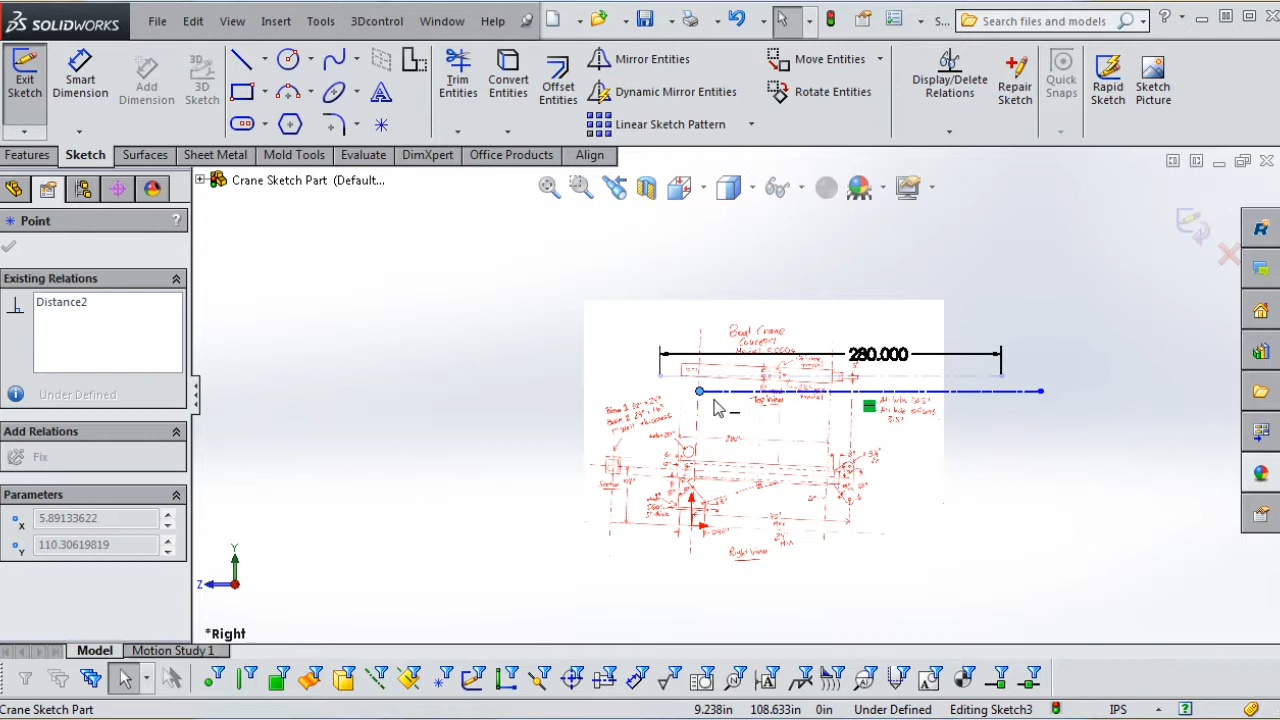 SOLIDWORKS File Edit View Insert Tools 3Dcontrol Window Help S... Search files and models
Exit Sketch
Smart Dimension
Add Dimension
3D Sketch
Trim Entities
Convert Entities
Offset Entities
Mirror Entities
Dynamic Mirror Entities
Linear Sketch Pattern
Move Entities
Rotate Entities
Display/Delete Relations
Repair Sketch
Quick Snaps
Rapid Sketch
Sketch Picture
Features Sketch Surfaces Sheet Metal Mold Tools Evaluate DimXpert Office Products Align
Crane Sketch Part (Default...
Point ?
Existing Relations
Distance2
Under Defined
Add Relations
Fix
Parameters
x 5.89133622
y 110.30619819
280.000
Top View
Right View
Y
Z
*Right
Model Motion Study 1
Crane Sketch Part 9.238in 108.633in 0in Under Defined Editing Sketch3 IPS